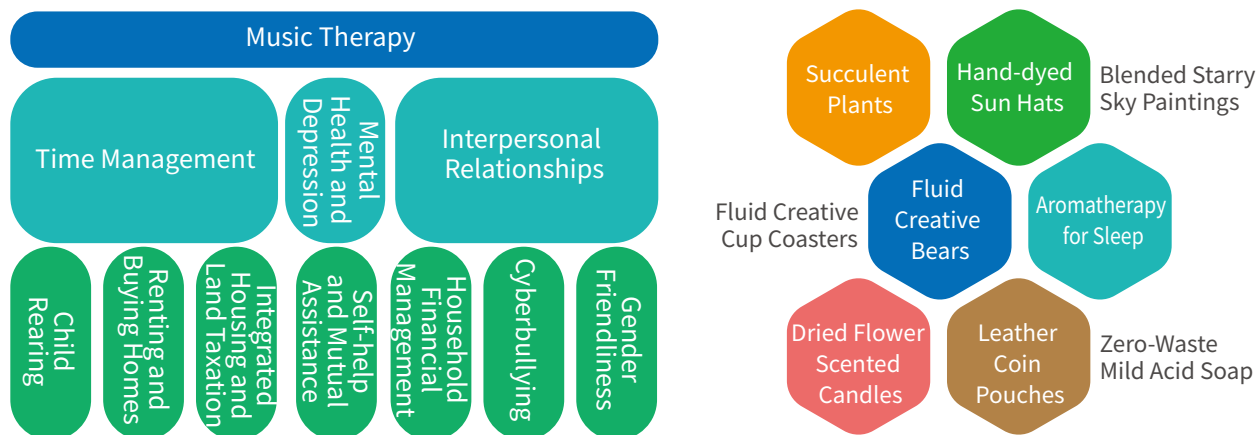 Music Therapy
Time Management
Mental
Health and
Depression
Interpersonal
Relationships
Child
Rearing
Renting and
Buying Homes
Integrated
Housing and
Land Taxation
Self-help
and Mutual
Assistance
Household
Financial
Management
Cyberbullying
Gender
Friendliness
Succulent
Plants
Hand-dyed
Sun Hats
Blended Starry
Sky Paintings
Fluid Creative
Cup Coasters
Fluid
Creative
Bears
Aromatherapy
for Sleep
Dried Flower
Scented
Candles
Leather
Coin
Pouches
Zero-Waste
Mild Acid Soap